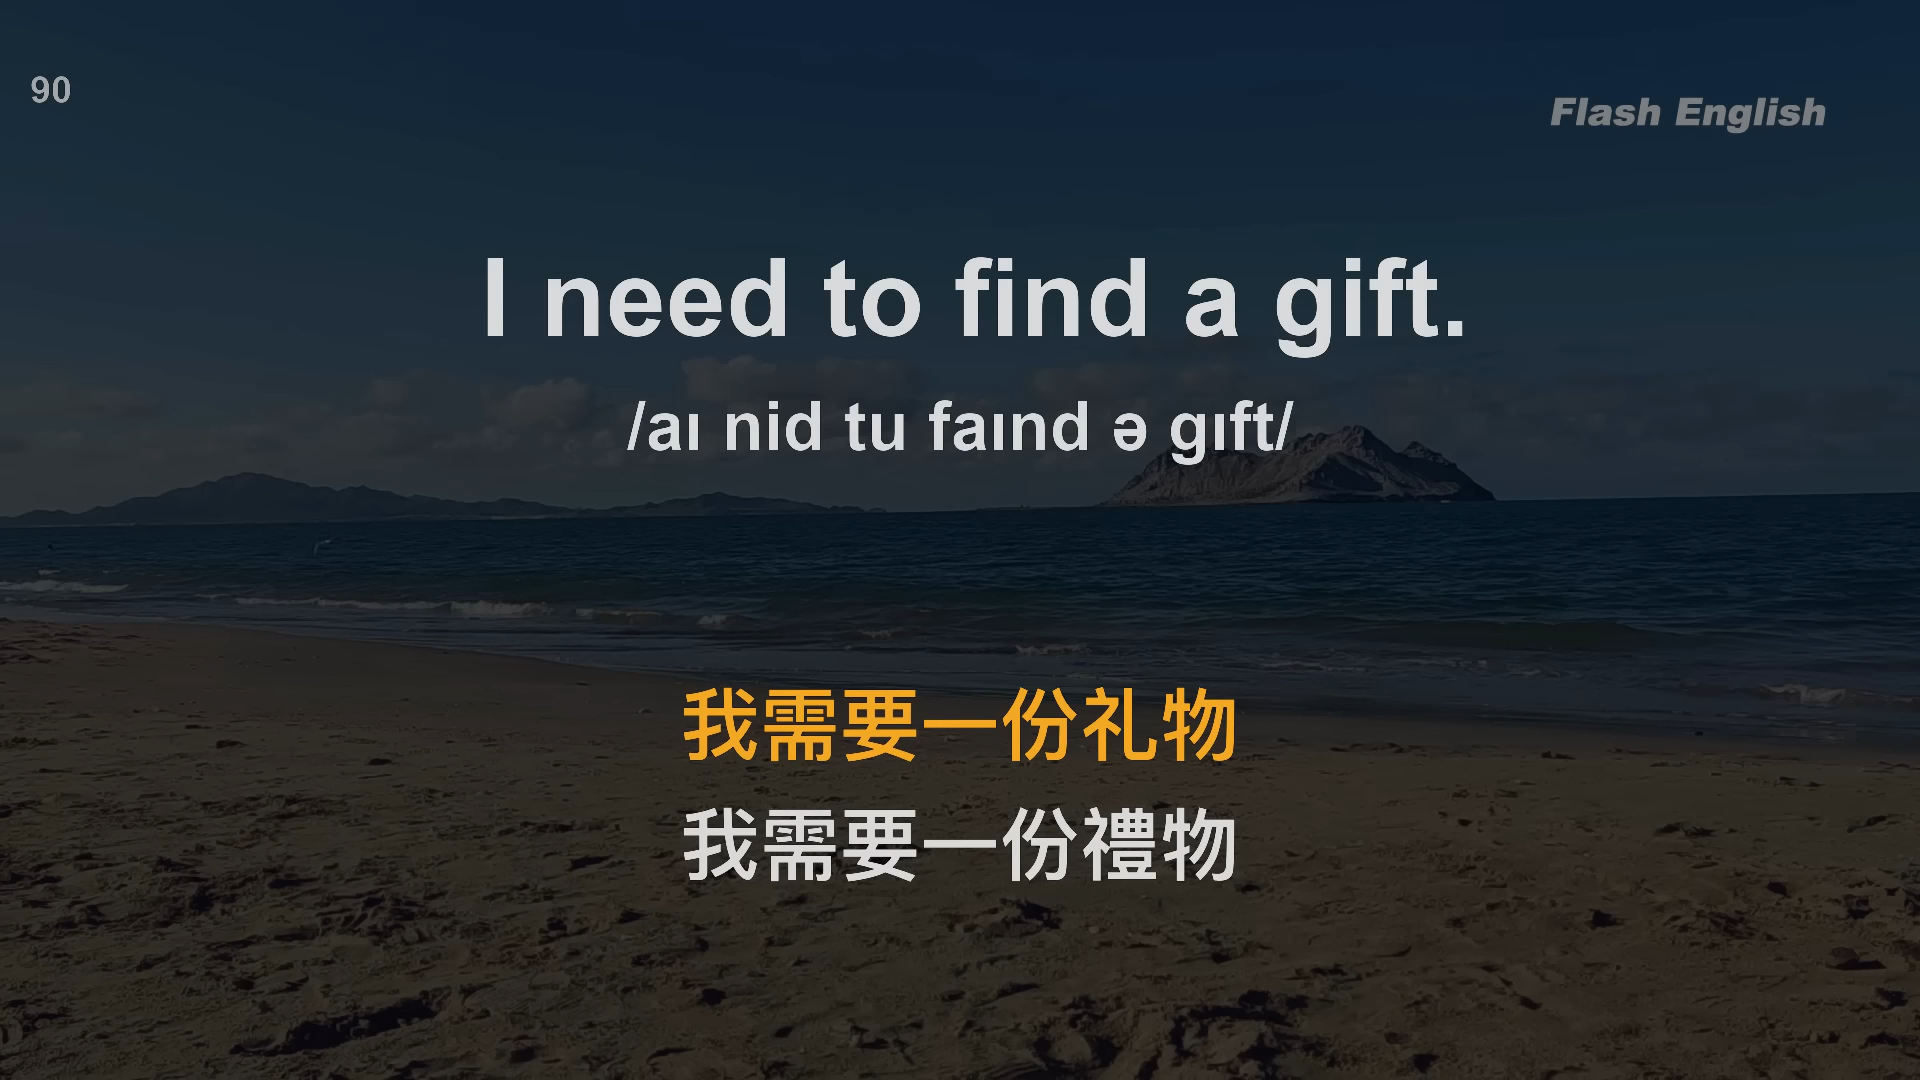 90
Flash English
I need to find a gift.
/aɪ nid tu faɪnd ə gɪft/
我需要一份礼物
我需要一份禮物